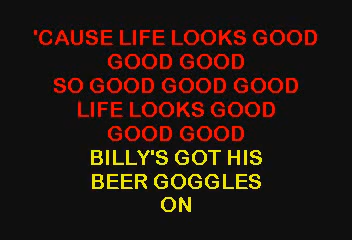 'CAUSE LIFE LOOKS GOOD
GOOD GOOD
SO GOOD GOOD GOOD
LIFE LOOKS GOOD
GOOD GOOD
BILLY'S GOT HIS
BEER GOGGLES
ON